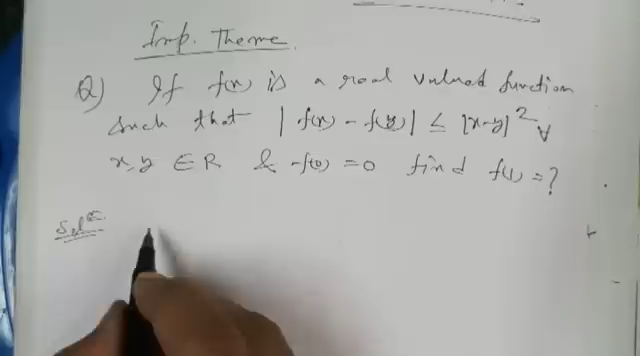 Imp. Theme
Q) If f(x) is a real valued function
such that |f(x) - f(y)| ≤ |x-y|² ∀
x, y ∈ R & f(0) = 0 find f(1) = ?
Solⁿ